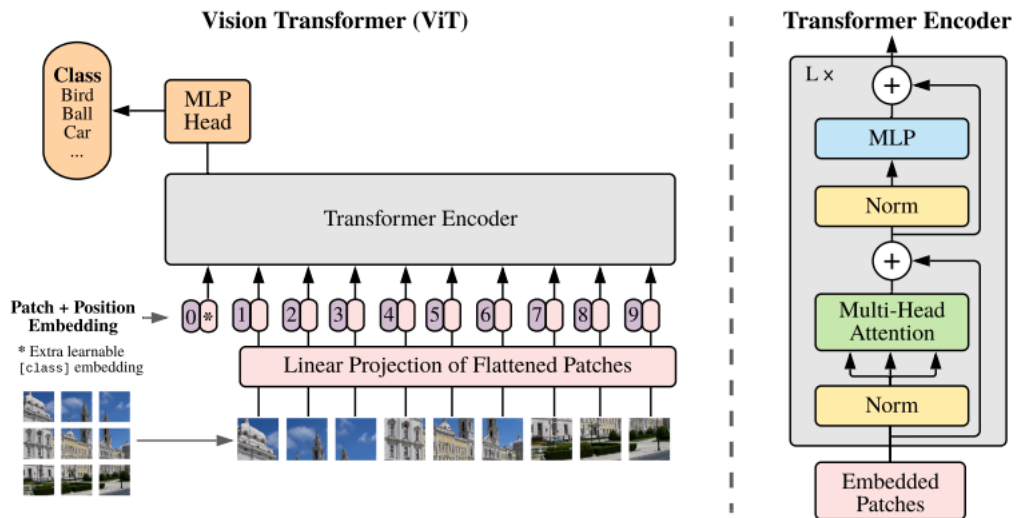 Vision Transformer (ViT)
Class
Bird
Ball
Car
...
MLP
Head
Transformer Encoder
Patch + Position
Embedding
0 * 1 2 3 4 5 6 7 8 9
* Extra learnable
[class] embedding
Linear Projection of Flattened Patches
Transformer Encoder
L x
+
MLP
Norm
+
Multi-Head
Attention
Norm
Embedded
Patches